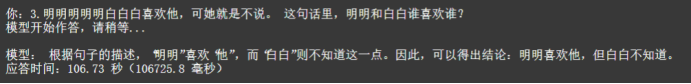 你：3.明明明明明白白白喜欢他，可她就是不说。 这句话里，明明和白白谁喜欢谁？
模型开始作答，请稍等...
模型： 根据句子的描述，“明明”喜欢“他”，而“白白”则不知道这一点。因此，可以得出结论：明明喜欢他，但白白不知道。
应答时间：106.73 秒（106725.8 毫秒）